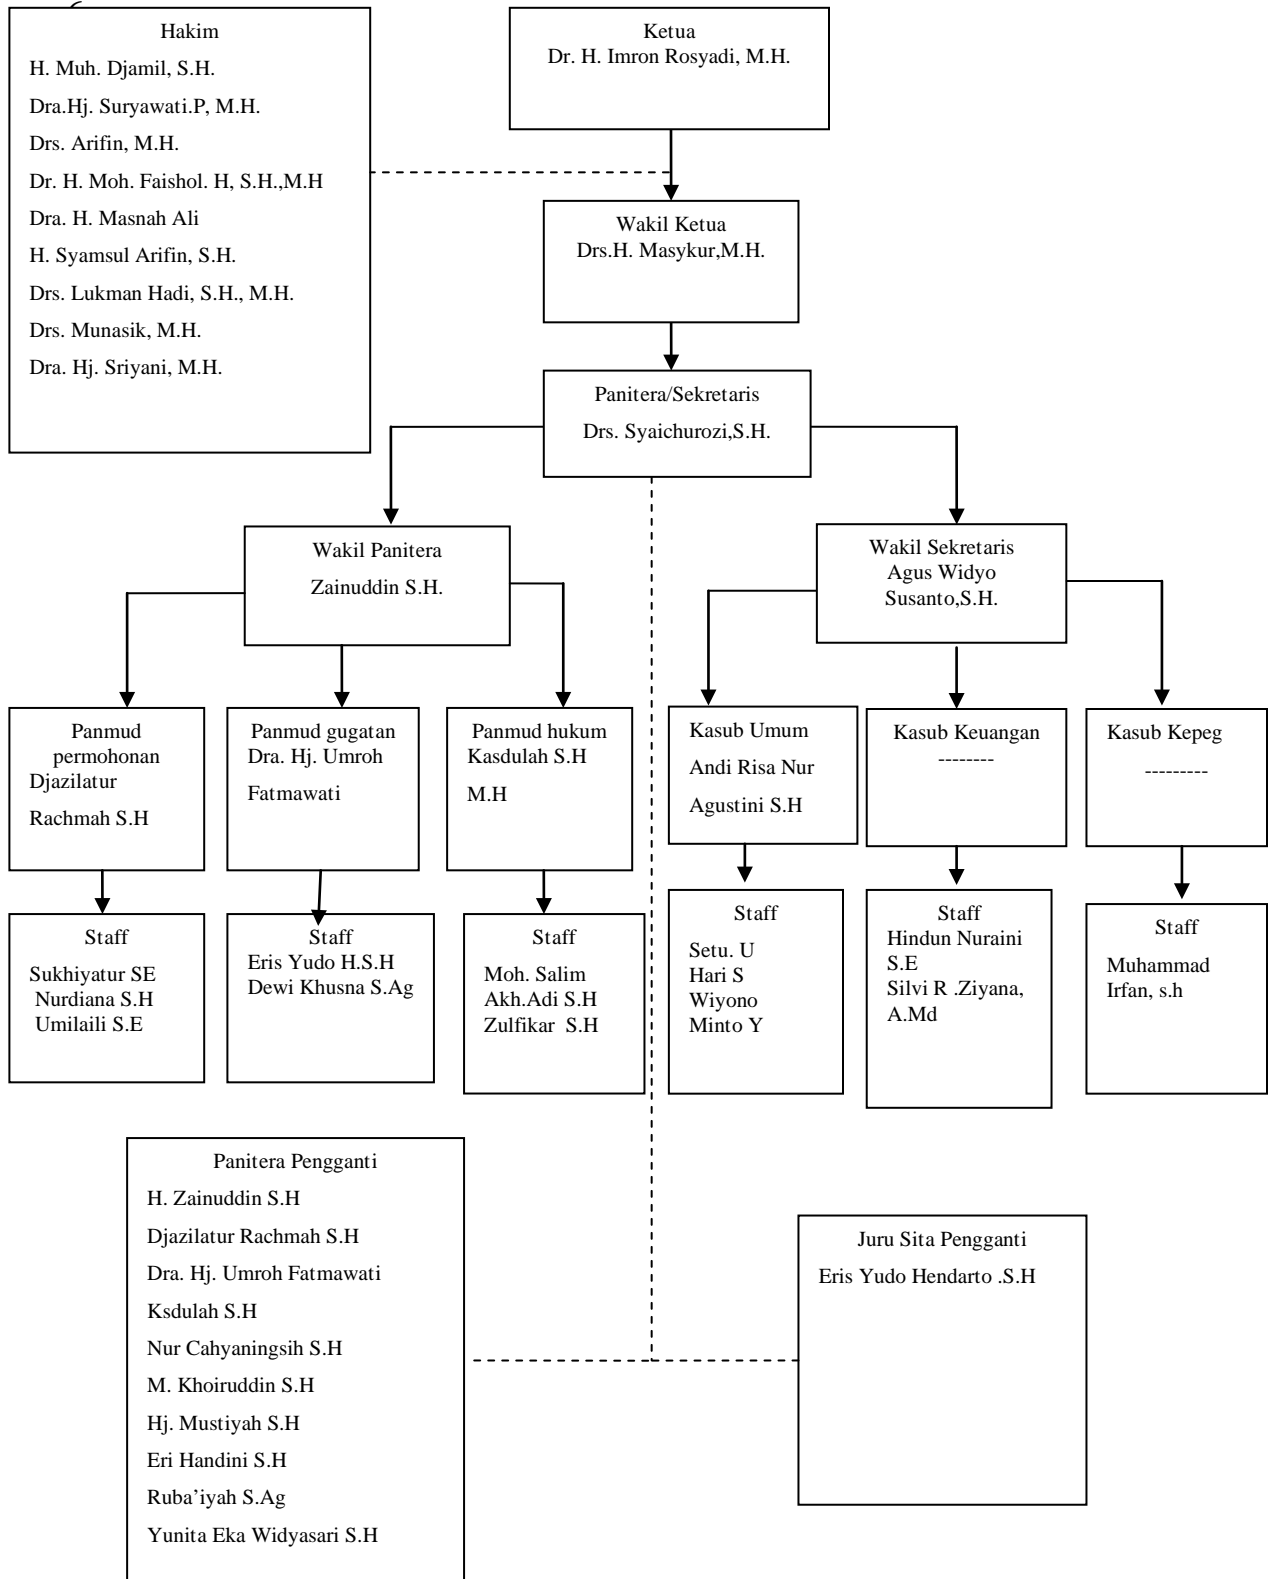 Hakim
H. Muh. Djamil, S.H.
Dra.Hj. Suryawati.P, M.H.
Drs. Arifin, M.H.
Dr. H. Moh. Faishol. H, S.H.,M.H
Dra. H. Masnah Ali
H. Syamsul Arifin, S.H.
Drs. Lukman Hadi, S.H., M.H.
Drs. Munasik, M.H.
Dra. Hj. Sriyani, M.H.
Ketua
Dr. H. Imron Rosyadi, M.H.
Wakil Ketua
Drs.H. Masykur,M.H.
Panitera/Sekretaris
Drs. Syaichurozi,S.H.
Wakil Panitera
Zainuddin S.H.
Wakil Sekretaris
Agus Widyo
Susanto,S.H.
Panmud
permohonan
Djazilatur
Rachmah S.H
Panmud gugatan
Dra. Hj. Umroh
Fatmawati
Panmud hukum
Kasdulah S.H
M.H
Kasub Umum
Andi Risa Nur
Agustini S.H
Kasub Keuangan
--------
Kasub Kepeg
---------
Staff
Sukhiyatur SE
Nurdiana S.H
Umilaili S.E
Staff
Eris Yudo H.S.H
Dewi Khusna S.Ag
Staff
Moh. Salim
Akh.Adi S.H
Zulfikar  S.H
Staff
Setu. U
Hari S
Wiyono
Minto Y
Staff
Hindun Nuraini
S.E
Silvi R .Ziyana,
A.Md
Staff
Muhammad
Irfan, s.h
Panitera Pengganti
H. Zainuddin S.H
Djazilatur Rachmah S.H
Dra. Hj. Umroh Fatmawati
Ksdulah S.H
Nur Cahyaningsih S.H
M. Khoiruddin S.H
Hj. Mustiyah S.H
Eri Handini S.H
Ruba’iyah S.Ag
Yunita Eka Widyasari S.H
Juru Sita Pengganti
Eris Yudo Hendarto .S.H